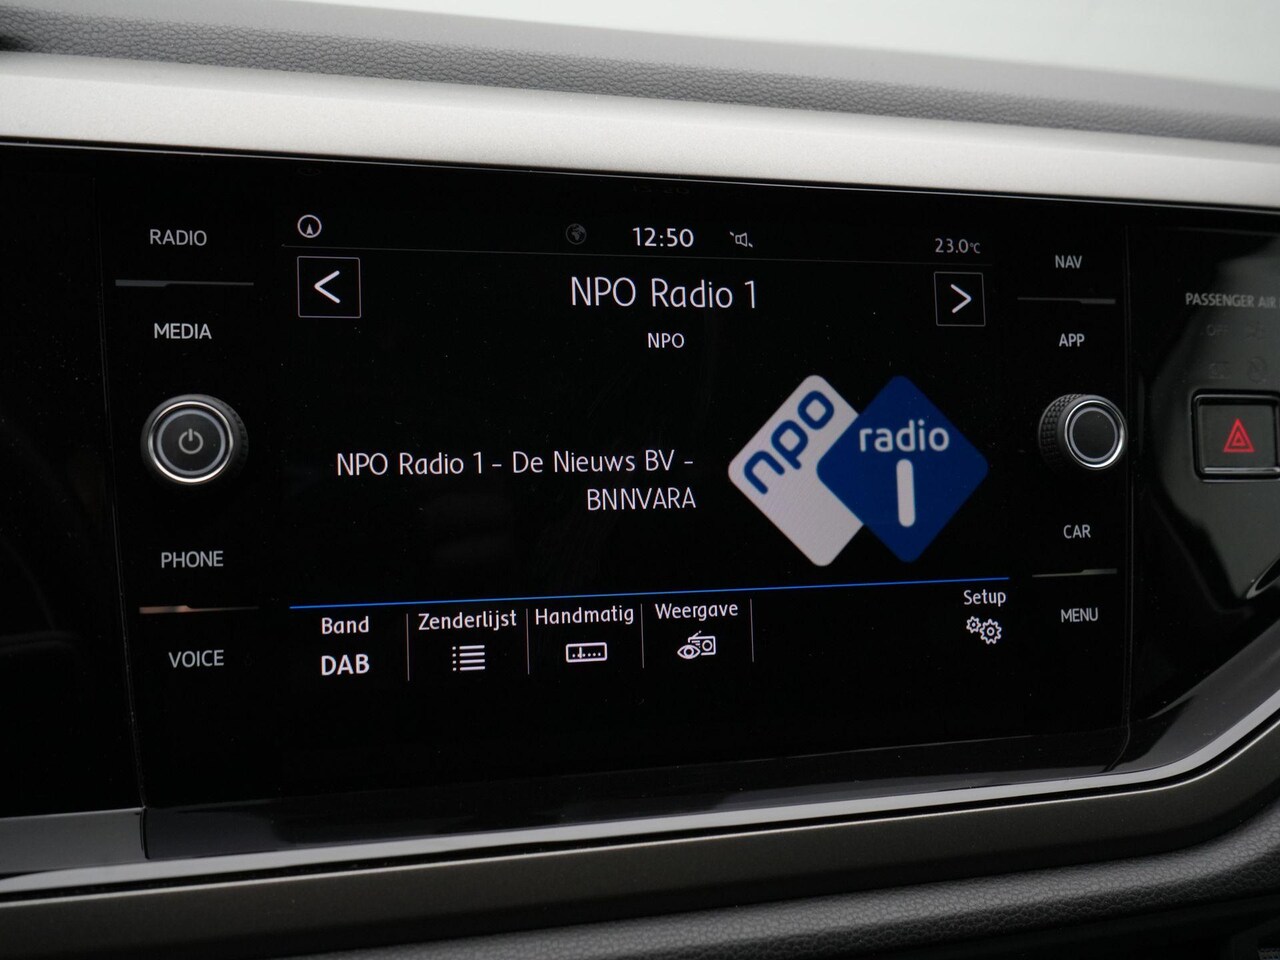 RADIO
MEDIA
PHONE
VOICE
12:50
23.0°C
NPO Radio 1
NPO
NPO Radio 1 - De Nieuws BV -
BNNVARA
npo
radio
1
Band
DAB
Zenderlijst
Handmatig
Weergave
Setup
NAV
APP
CAR
MENU
PASSENGER AIR